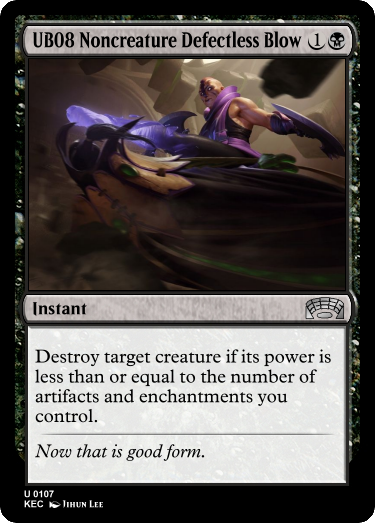 UB08 Noncreature Defectless Blow 1
Instant
Destroy target creature if its power is
less than or equal to the number of
artifacts and enchantments you
control.
Now that is good form.
U 0107
KEC Jihun Lee